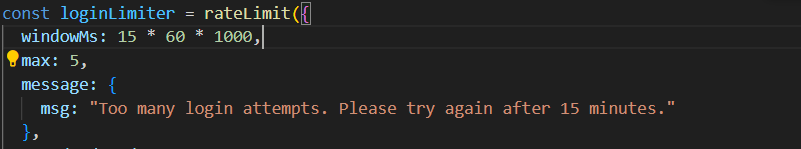 const loginLimiter = rateLimit({
windowMs: 15 * 60 * 1000,
max: 5,
message: {
msg: "Too many login attempts. Please try again after 15 minutes."
},